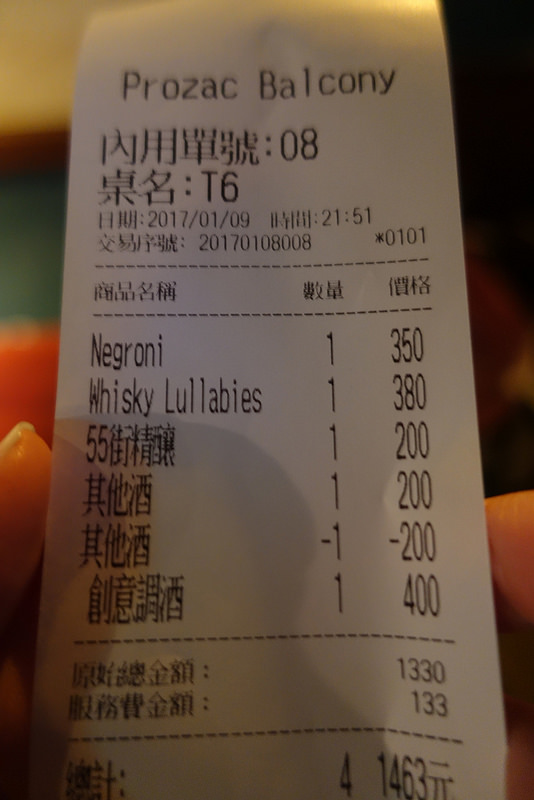 Prozac Balcony
內用單號:08
桌名:T6
日期:2017/01/09 時間:21:51
交易序號: 20170108008 *0101
商品名稱 數量 價格
Negroni 1 350
Whisky Lullabies 1 380
55街精釀 1 200
其他酒 1 200
其他酒 -1 -200
創意調酒 1 400
原始總金額: 1330
服務費金額: 133
總計: 4 1463元